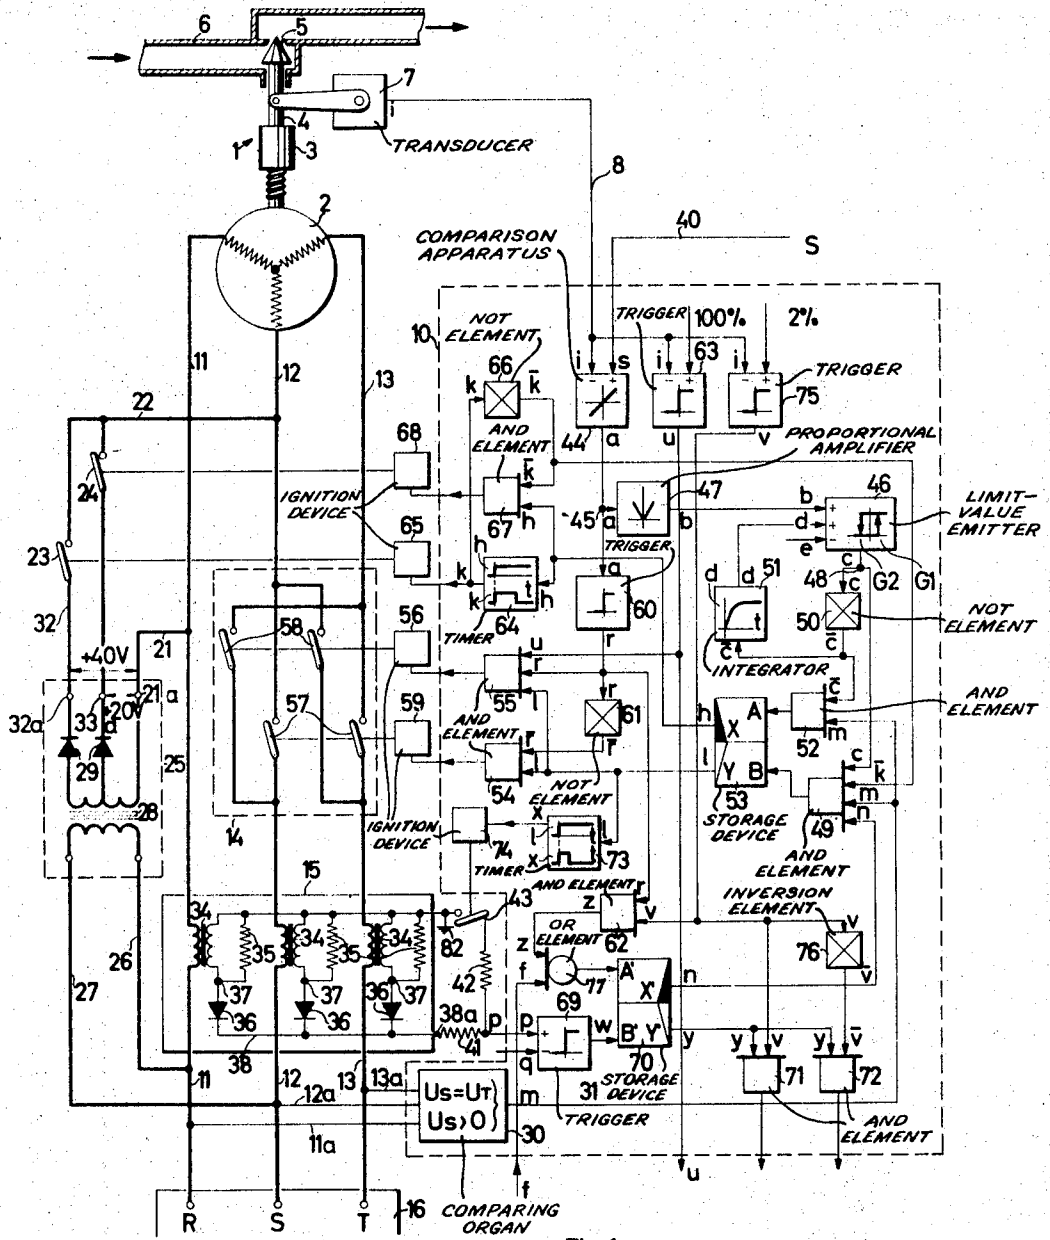 6
5
7
i
4
TRANSDUCER
1
3
8
2
40
S
COMPARISON
APPARATUS
NOT
ELEMENT
TRIGGER
100%
2%
10
11
12
13
66
i
s
i
63
i
k
k̄
TRIGGER
75
22
68
AND
ELEMENT
44
a
u
v
PROPORTIONAL
AMPLIFIER
24
IGNITION
DEVICE
k̄
67
h
45
a
47
b
b
46
d
e
LIMIT-
VALUE
EMITTER
23
65
TRIGGER
h
k
t
k
h
a
60
d
d
51
t
48
c
c
G2
G1
50
NOT
ELEMENT
32
58
56
TIMER
64
r
c̄
INTEGRATOR
c̄
+40V
21
u
r
l
55
r
61
c̄
AND
ELEMENT
32a
33
20V
21a
a
57
59
AND
ELEMENT
r̄
r̄
l
54
h
X
A
52
m
29
25
l
Y
B
53
c
k̄
m
n
49
NOT
ELEMENT
STORAGE
DEVICE
28
14
IGNITION
DEVICE
74
x
l
x
l
73
TIMER
AND
ELEMENT
15
AND ELEMENT
r
z
v
62
INVERSION
ELEMENT
v
76
v̄
43
82
34
35
34
35
34
OR
ELEMENT
z
f
77
A'
X'
n
26
27
37
37
36
37
42
36
36
38a
p
p
69
w
B'
Y'
y
y
v
y
v̄
38
41
q
70
71
72
31
STORAGE
DEVICE
11
12
13
13a
12a
Us=UT
Us>0
m
TRIGGER
AND
ELEMENT
11a
30
u
f
16
R
S
T
COMPARING
ORGAN